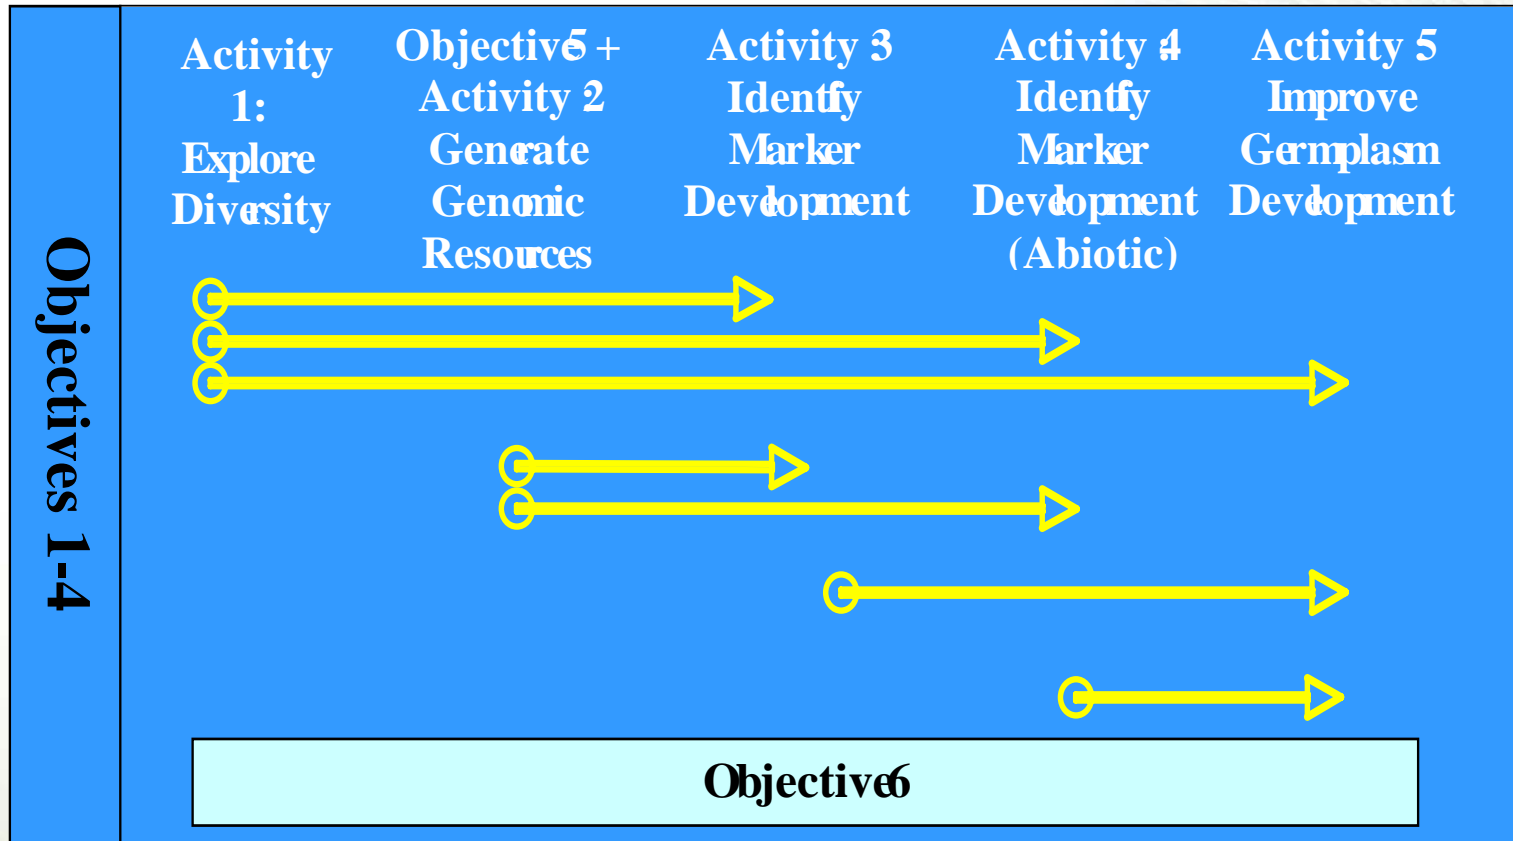 Activity
1:
Explore
Diversity
Objective 5 +
Activity 2:
Generate
Genomic
Resources
Activity 3:
Identify
Marker
Development
Activity 4:
Identify
Marker
Development
(Abiotic)
Activity 5:
Improve
Germplasm
Development
Objectives 1-4
Objective 6